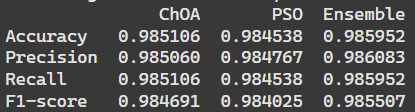 ChOA PSO Ensemble
Accuracy 0.985106 0.984538 0.985952
Precision 0.985060 0.984767 0.986083
Recall 0.985106 0.984538 0.985952
F1-score 0.984691 0.984025 0.985507